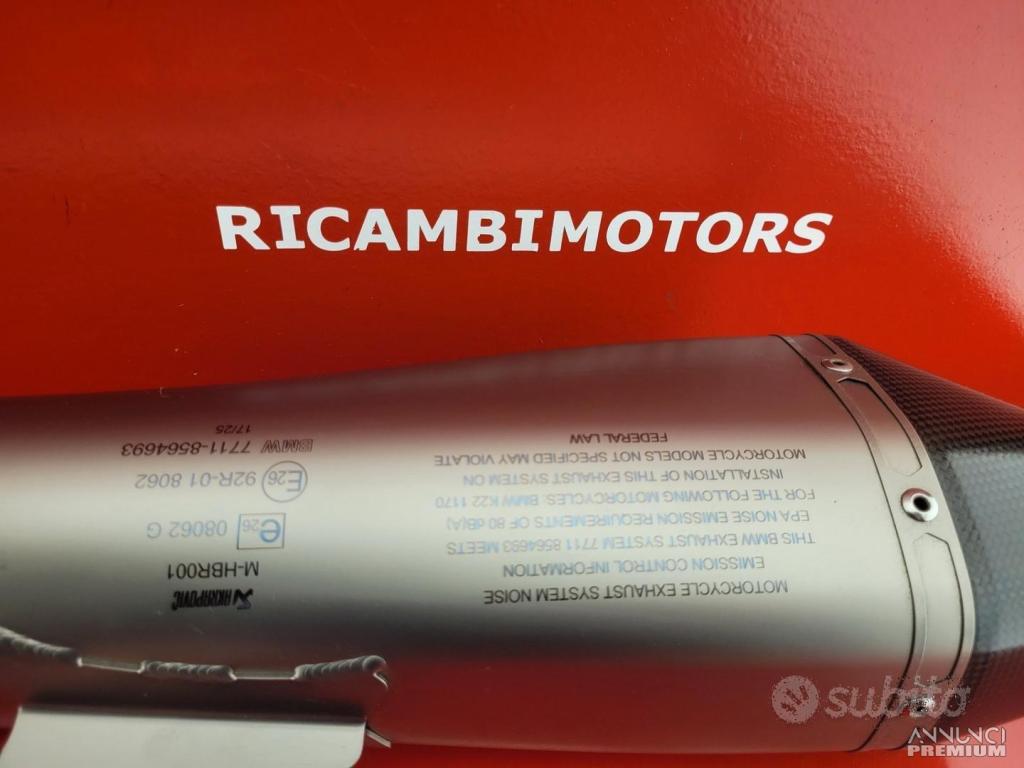 RICAMBIMOTORS
AKRAPOVIČ
M-HBR001
e26 08062 G
E26 92R-01 8062
BMW 7711-8564693
17/25
MOTORCYCLE EXHAUST SYSTEM NOISE
EMISSION CONTROL INFORMATION
THIS BMW EXHAUST SYSTEM 7711 8564693 MEETS
EPA NOISE EMISSION REQUIREMENTS OF 80 dB(A)
FOR THE FOLLOWING MOTORCYCLES: BMW K22 1170
INSTALLATION OF THIS EXHAUST SYSTEM ON
MOTORCYCLE MODELS NOT SPECIFIED MAY VIOLATE
FEDERAL LAW
subito
ANNUNCI
PREMIUM